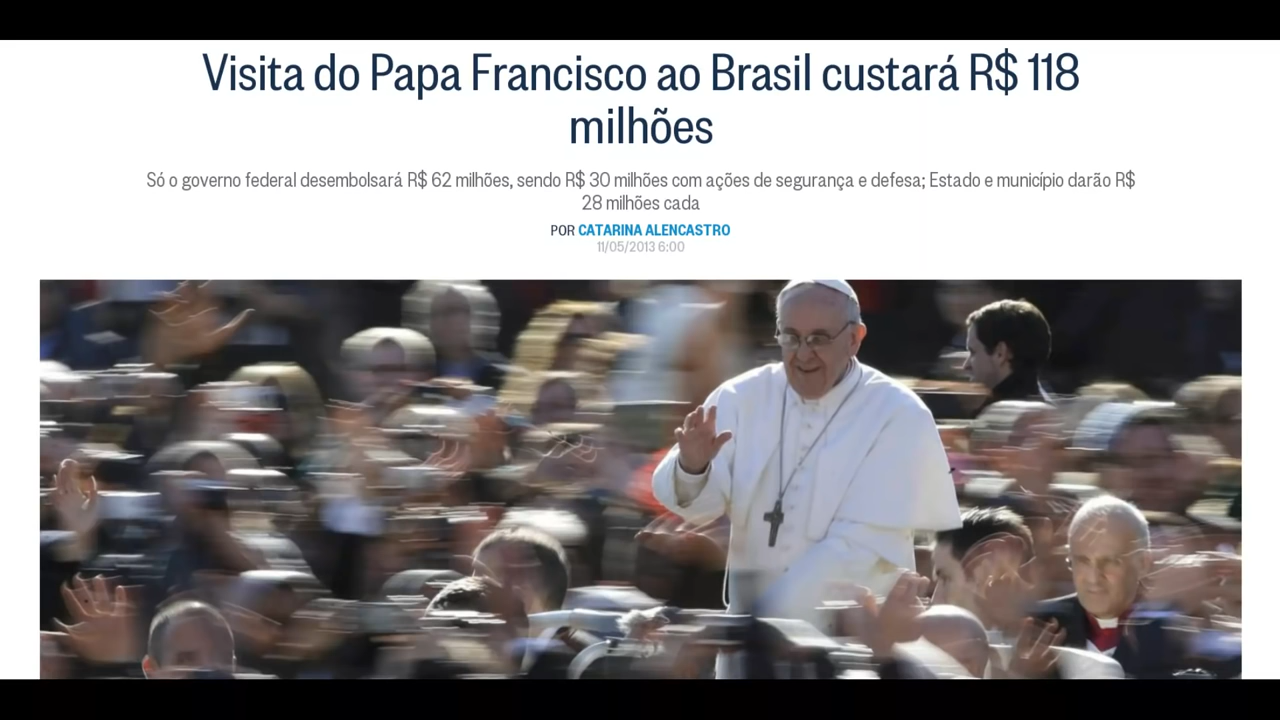 Visita do Papa Francisco ao Brasil custará R$ 118
milhões
Só o governo federal desembolsará R$ 62 milhões, sendo R$ 30 milhões com ações de segurança e defesa; Estado e município darão R$
28 milhões cada
POR CATARINA ALENCASTRO
11/05/2013 6:00